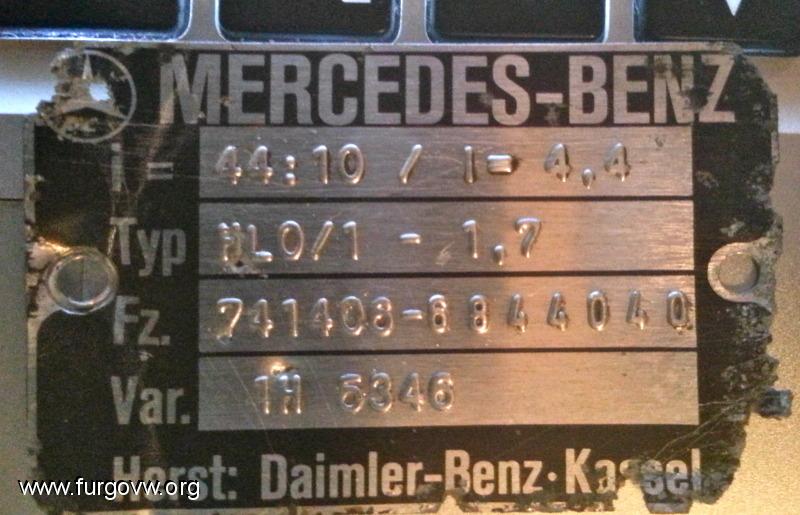 MERCEDES-BENZ
i = 44:10 / I= 4,4
Typ HL0/1 - 1,7
Fz. 741408-6844040
Var. 1H 5346
Herst: Daimler-Benz·Kassel
www.furgovw.org